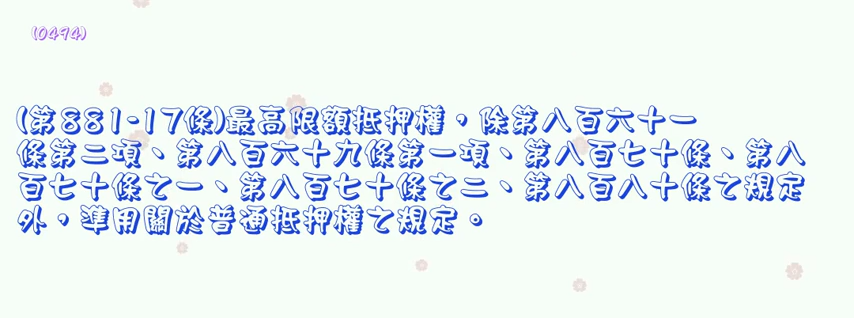 (0494)
(第881-17條)最高限額抵押權，除第八百六十一
條第二項、第八百六十九條第一項、第八百七十條、第八
百七十條之一、第八百七十條之二、第八百八十條之規定
外，準用關於普通抵押權之規定。